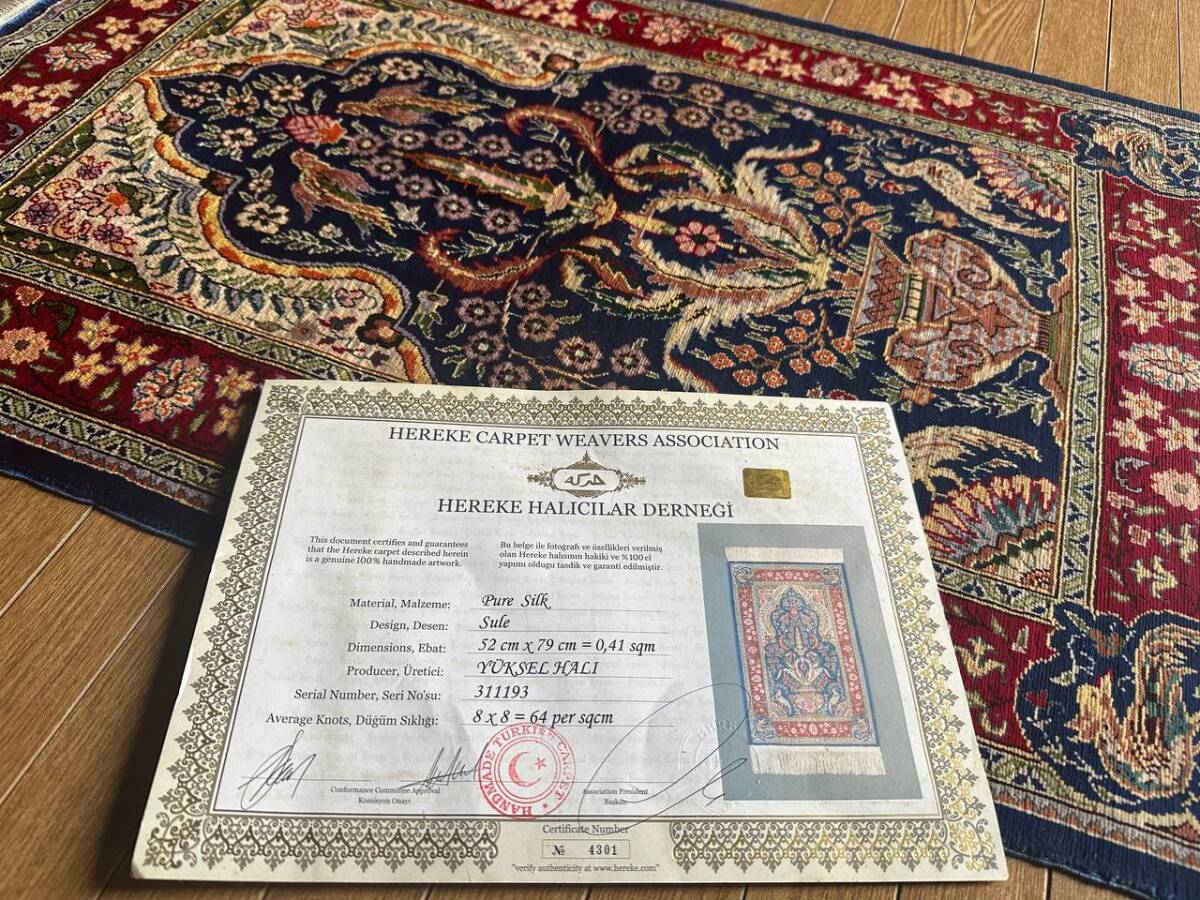 HEREKE CARPET WEAVERS ASSOCIATION
هركه
HEREKE HALICILAR DERNEĞİ
This document certifies and guarantees
that the Hereke carpet described herein
is a genuine 100% handmade artwork.
Bu belge ile fotoğrafı ve özellikleri verilmiş
olan Hereke halısının hakiki ve %100 el
yapımı olduğu tasdik ve garanti edilmiştir.
Material, Malzeme: Pure Silk
Design, Desen: Sule
Dimensions, Ebat: 52 cm x 79 cm = 0,41 sqm
Producer, Üretici: YÜKSEL HALI
Serial Number, Seri No'su: 311193
Average Knots, Düğüm Sıklığı: 8 x 8 = 64 per sqcm
HANDMADE TURKISH CARPET
Conformance Committee Approval
Komisyon Onayı
Association President
Başkan
Certificate Number
№ 4301
"verify authenticity at www.hereke.com"